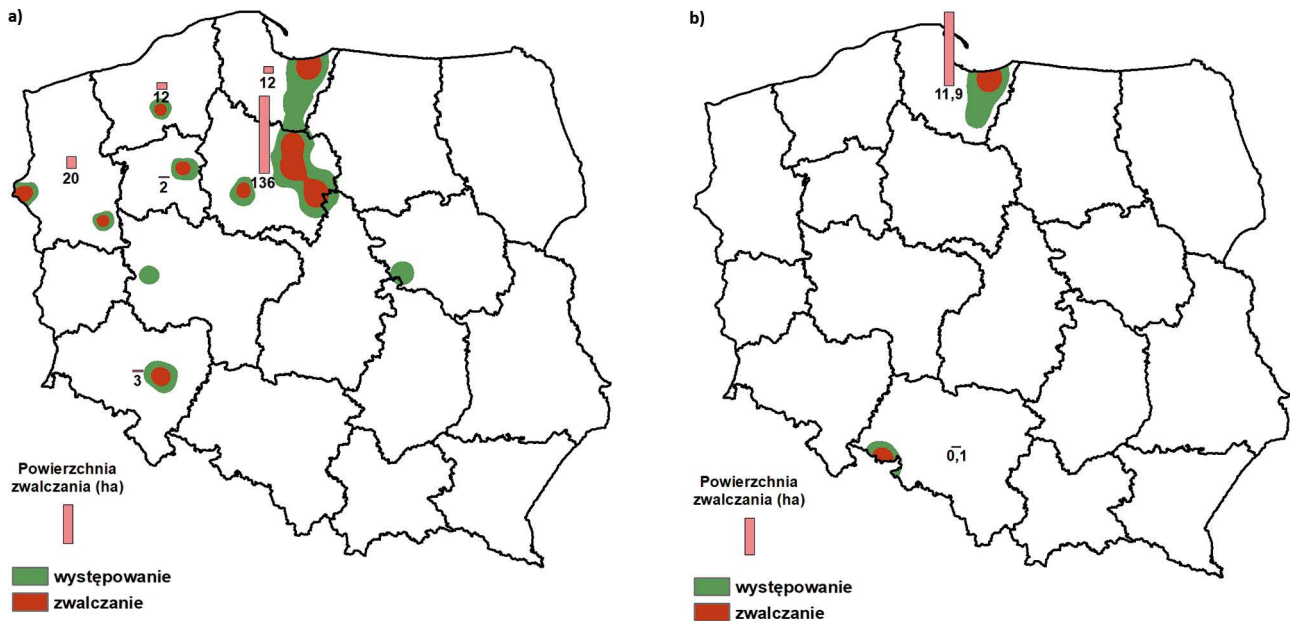 a)
12
12
20
2
136
3
Powierzchnia
zwalczania (ha)
występowanie
zwalczanie
b)
11,9
0,1
Powierzchnia
zwalczania (ha)
występowanie
zwalczanie